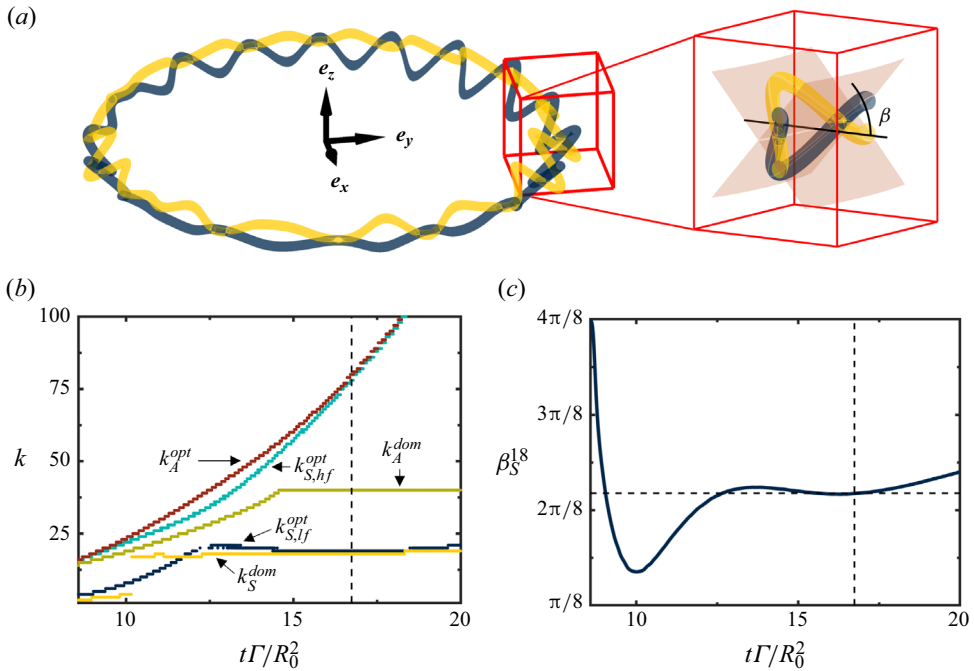 (a)
e_z
e_y
e_x
β
(b)
100
75
50
25
k
k_A^{opt}
k_{S,hf}^{opt}
k_A^{dom}
k_{S,lf}^{opt}
k_S^{dom}
10
15
20
tΓ/R_0^2
(c)
4π/8
3π/8
2π/8
π/8
β_S^{18}
10
15
20
tΓ/R_0^2